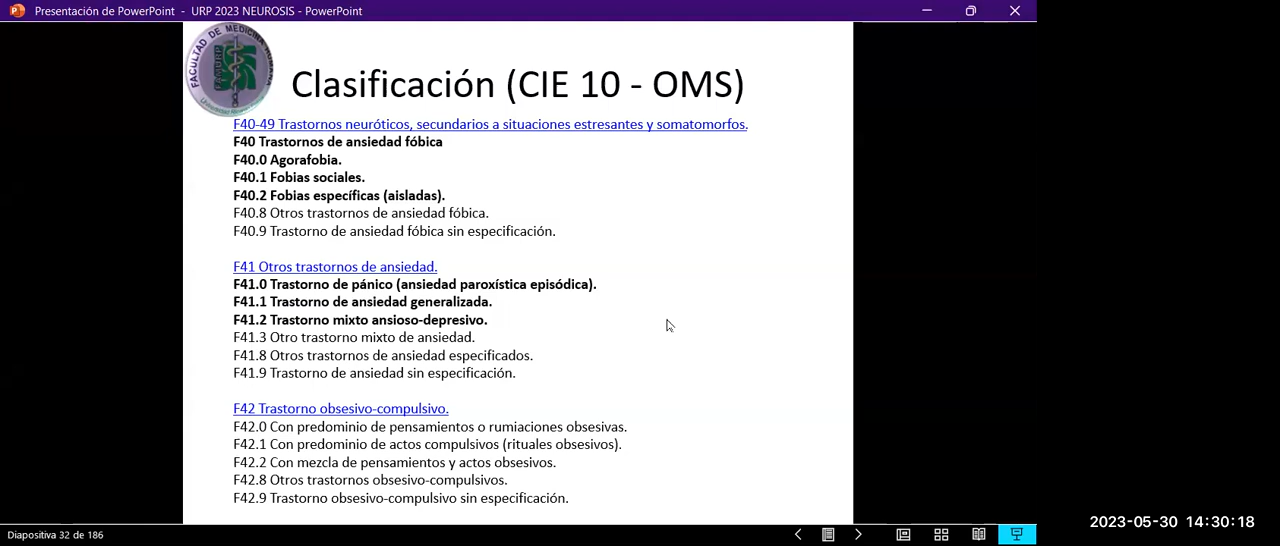 Presentación de PowerPoint - URP 2023 NEUROSIS - PowerPoint
FACULTAD DE MEDICINA HUMANA
FAMURP
Clasificación (CIE 10 - OMS)
F40-49 Trastornos neuróticos, secundarios a situaciones estresantes y somatomorfos.
F40 Trastornos de ansiedad fóbica
F40.0 Agorafobia.
F40.1 Fobias sociales.
F40.2 Fobias específicas (aisladas).
F40.8 Otros trastornos de ansiedad fóbica.
F40.9 Trastorno de ansiedad fóbica sin especificación.
F41 Otros trastornos de ansiedad.
F41.0 Trastorno de pánico (ansiedad paroxística episódica).
F41.1 Trastorno de ansiedad generalizada.
F41.2 Trastorno mixto ansioso-depresivo.
F41.3 Otro trastorno mixto de ansiedad.
F41.8 Otros trastornos de ansiedad especificados.
F41.9 Trastorno de ansiedad sin especificación.
F42 Trastorno obsesivo-compulsivo.
F42.0 Con predominio de pensamientos o rumiaciones obsesivas.
F42.1 Con predominio de actos compulsivos (rituales obsesivos).
F42.2 Con mezcla de pensamientos y actos obsesivos.
F42.8 Otros trastornos obsesivo-compulsivos.
F42.9 Trastorno obsesivo-compulsivo sin especificación.
Diapositiva 32 de 186
2023-05-30 14:30:18